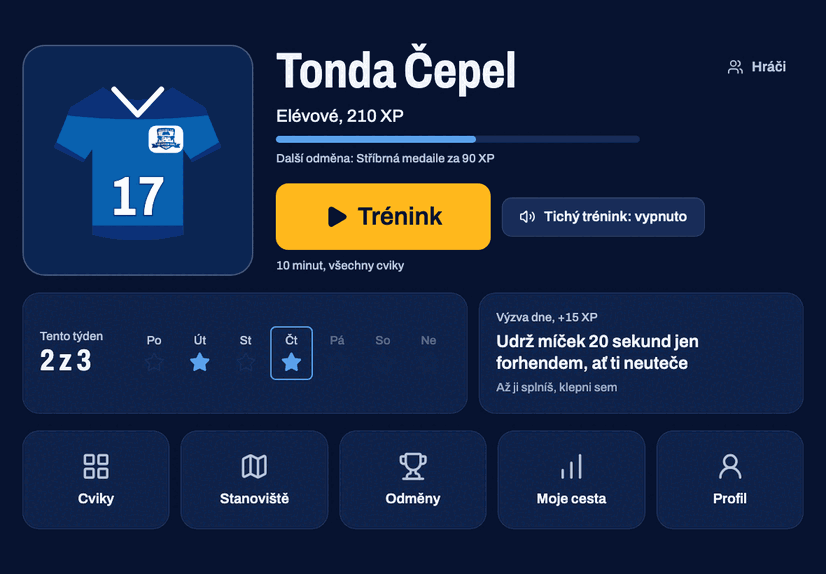 Tonda Čepel
Hráči
Elévové, 210 XP
Další odměna: Stříbrná medaile za 90 XP
17
Trénink
Tichý trénink: vypnuto
10 minut, všechny cviky
Tento týden
2 z 3
Po Út St Čt Pá So Ne
Výzva dne, +15 XP
Udrž míček 20 sekund jen
forhendem, ať ti neuteče
Až ji splníš, klepni sem
Cviky
Stanoviště
Odměny
Moje cesta
Profil